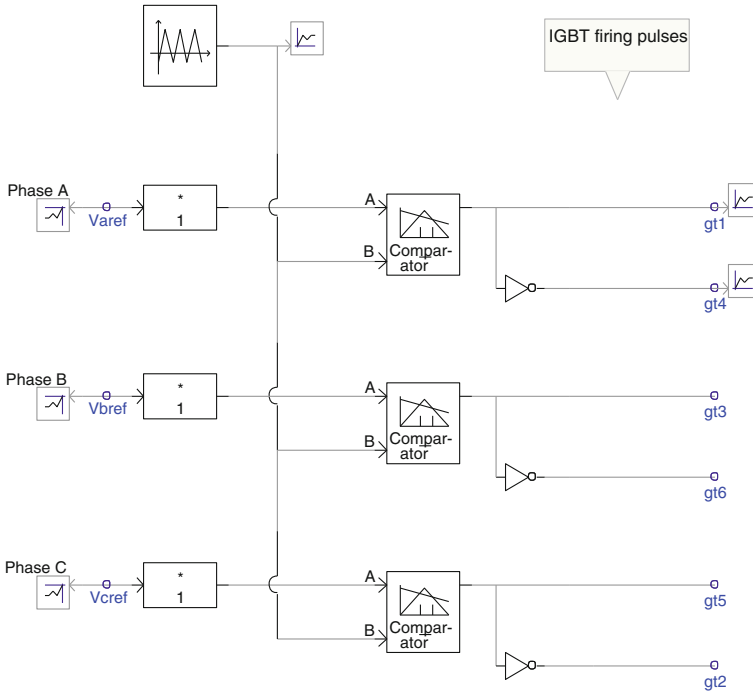 IGBT firing pulses
Phase A
Varef
*
1
A
B
Compar-
ator
gt1
gt4
Phase B
Vbref
*
1
A
B
Compar-
ator
gt3
gt6
Phase C
Vcref
*
1
A
B
Compar-
ator
gt5
gt2